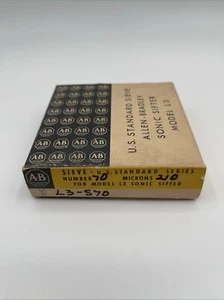 U.S. STANDARD SIEVE
ALLEN-BRADLEY
SONIC SIFTER
MODEL L3
A-B
SIEVE - U.S. STANDARD SERIES
NUMBER 70 MICRONS 210
FOR MODEL L3 SONIC SIFTER
L3-S70